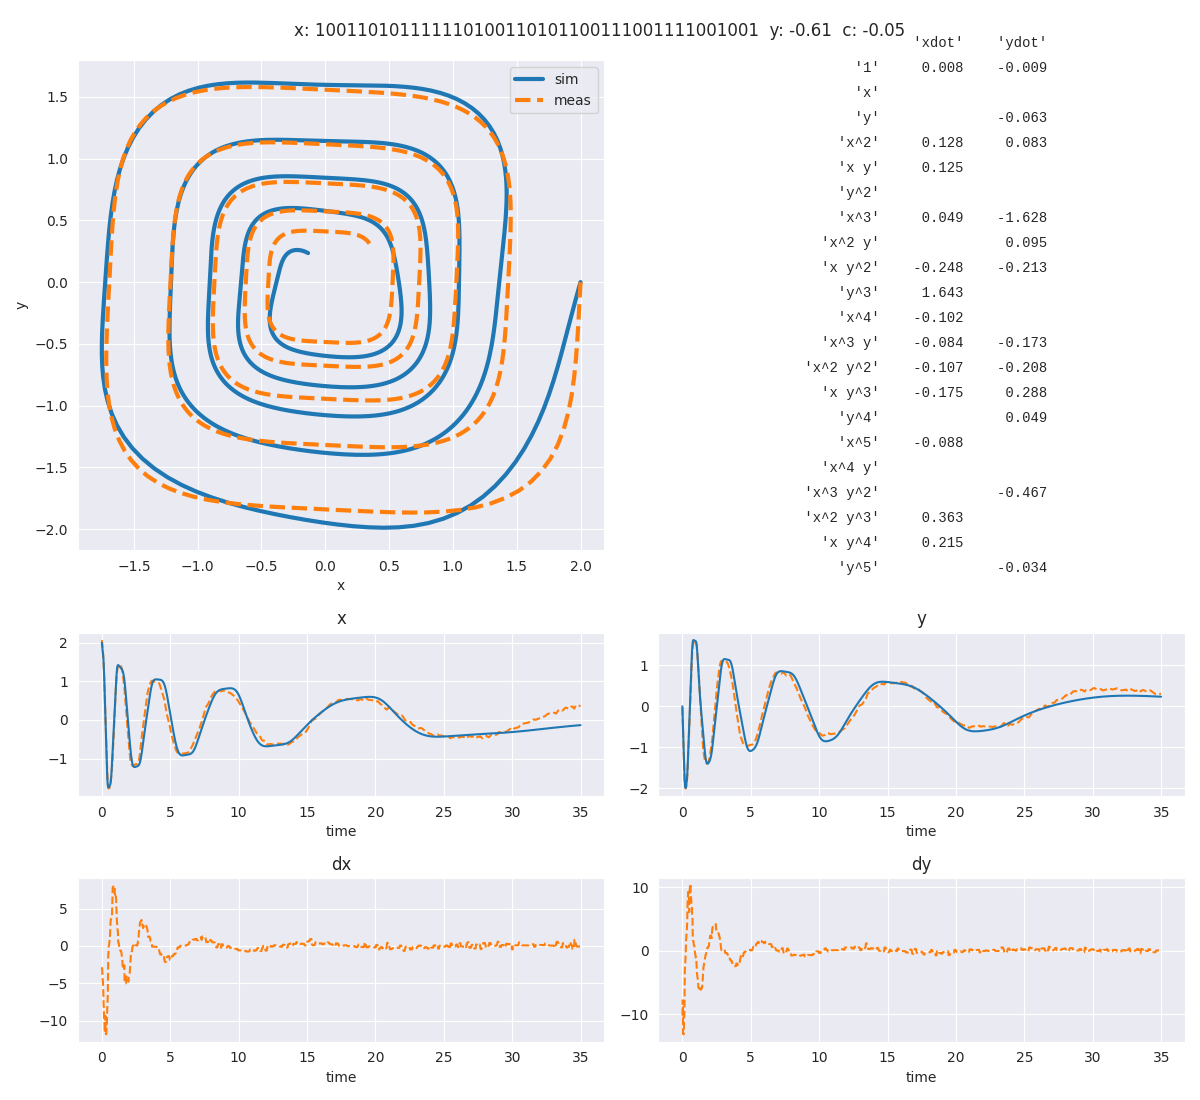 x: 100110101111110100110101100111001111001001  y: -0.61  c: -0.05
'xdot' 'ydot'
'1' 0.008 -0.009
'x'
'y' -0.063
'x^2' 0.128 0.083
'x y' 0.125
'y^2'
'x^3' 0.049 -1.628
'x^2 y' 0.095
'x y^2' -0.248 -0.213
'y^3' 1.643
'x^4' -0.102
'x^3 y' -0.084 -0.173
'x^2 y^2' -0.107 -0.208
'x y^3' -0.175 0.288
'y^4' 0.049
'x^5' -0.088
'x^4 y'
'x^3 y^2' -0.467
'x^2 y^3' 0.363
'x y^4' 0.215
'y^5' -0.034
sim
meas
1.5
1.0
0.5
0.0
−0.5
−1.0
−1.5
−2.0
y
−1.5 −1.0 −0.5 0.0 0.5 1.0 1.5 2.0
x
x
2
1
0
−1
0 5 10 15 20 25 30 35
time
y
1
0
−1
−2
0 5 10 15 20 25 30 35
time
dx
5
0
−5
−10
0 5 10 15 20 25 30 35
time
dy
10
0
−10
0 5 10 15 20 25 30 35
time